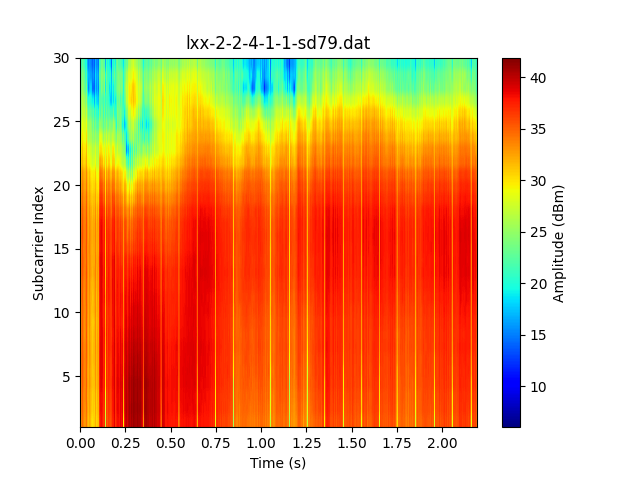 lxx-2-2-4-1-1-sd79.dat
30
25
20
15
10
5
Subcarrier Index
0.00 0.25 0.50 0.75 1.00 1.25 1.50 1.75 2.00
Time (s)
40
35
30
25
20
15
10
Amplitude (dBm)